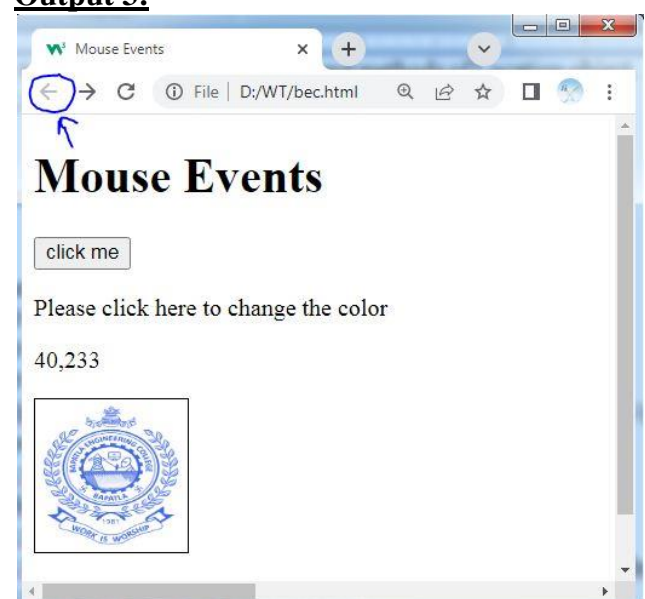 Output 3:
Mouse Events
File | D:/WT/bec.html
Mouse Events
click me
Please click here to change the color
40,233
BAPATLA ENGINEERING COLLEGE
BAPATLA
1981
WORK IS WORSHIP